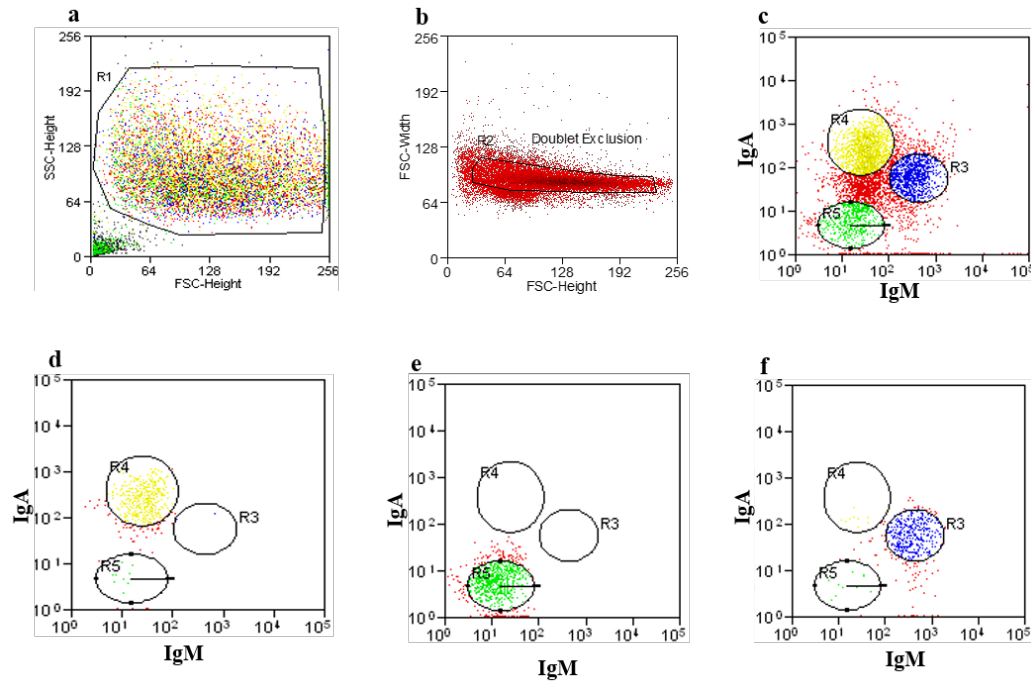 a
256
192
128
64
0
SSC-Height
R1
0 64 128 192 256
FSC-Height
b
256
192
128
64
0
FSC-Width
R2
Doublet Exclusion
0 64 128 192 256
FSC-Height
c
10^5
10^4
10^3
10^2
10^1
10^0
IgA
R4
R3
R5
10^0 10^1 10^2 10^3 10^4 10^5
IgM
d
10^5
10^4
10^3
10^2
10^1
10^0
IgA
R4
R3
R5
10^0 10^1 10^2 10^3 10^4 10^5
IgM
e
10^5
10^4
10^3
10^2
10^1
10^0
IgA
R4
R3
R5
10^0 10^1 10^2 10^3 10^4 10^5
IgM
f
10^5
10^4
10^3
10^2
10^1
10^0
IgA
R4
R3
R5
10^0 10^1 10^2 10^3 10^4 10^5
IgM